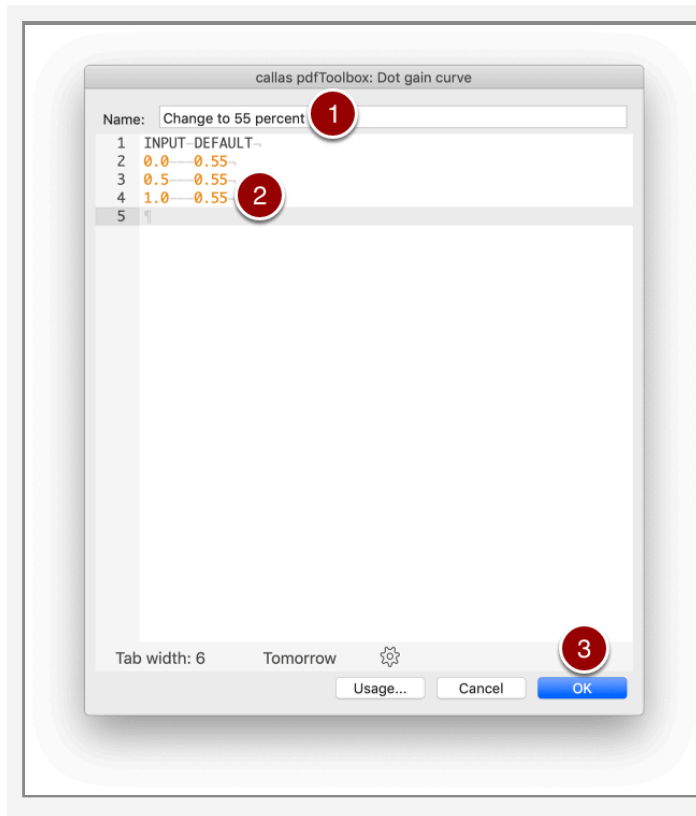 callas pdfToolbox: Dot gain curve
Name: Change to 55 percent 1
1 INPUT DEFAULT
2 0.0 0.55
3 0.5 0.55
4 1.0 0.55 2
5 ¶
Tab width: 6 Tomorrow 3
Usage... Cancel OK